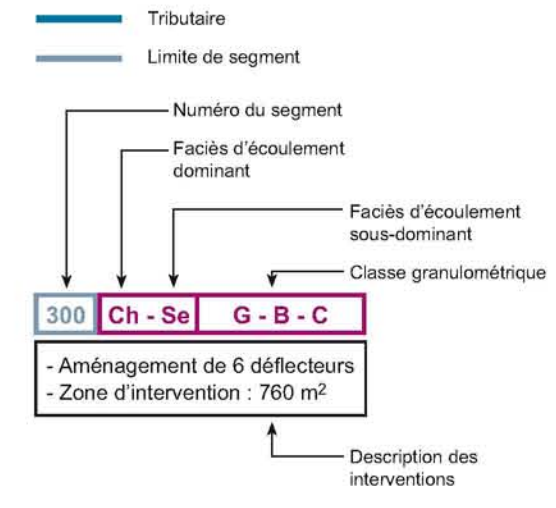 Tributaire
Limite de segment
Numéro du segment
Faciès d'écoulement
dominant
Faciès d'écoulement
sous-dominant
Classe granulométrique
300 Ch - Se G - B - C
- Aménagement de 6 déflecteurs
- Zone d'intervention : 760 m²
Description des
interventions